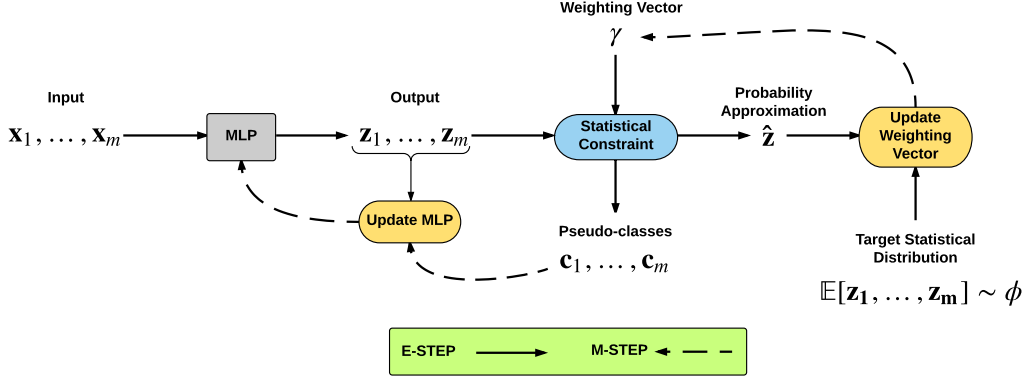 Weighting Vector
γ
Input
x₁, …, xₘ
MLP
Output
z₁, …, zₘ
Statistical
Constraint
Probability
Approximation
ẑ
Update
Weighting
Vector
Update MLP
Pseudo-classes
c₁, …, cₘ
Target Statistical
Distribution
𝔼[z₁, …, zₘ] ∼ ϕ
E-STEP
M-STEP